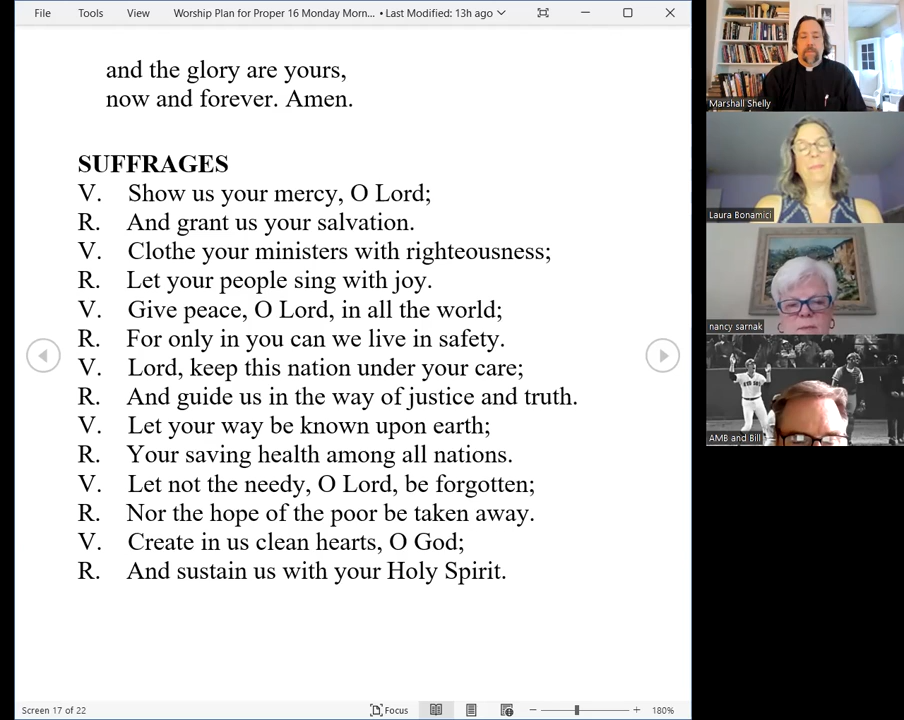 File Tools View Worship Plan for Proper 16 Monday Morn... • Last Modified: 13h ago
and the glory are yours,
now and forever. Amen.
SUFFRAGES
V. Show us your mercy, O Lord;
R. And grant us your salvation.
V. Clothe your ministers with righteousness;
R. Let your people sing with joy.
V. Give peace, O Lord, in all the world;
R. For only in you can we live in safety.
V. Lord, keep this nation under your care;
R. And guide us in the way of justice and truth.
V. Let your way be known upon earth;
R. Your saving health among all nations.
V. Let not the needy, O Lord, be forgotten;
R. Nor the hope of the poor be taken away.
V. Create in us clean hearts, O God;
R. And sustain us with your Holy Spirit.
Screen 17 of 22 Focus 180%
Marshall Shelly
Laura Bonamici
nancy sarnak
RED SOX
AMB and Bill